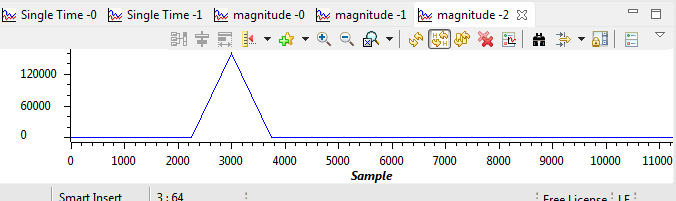 Single Time -0 Single Time -1 magnitude -0 magnitude -1 magnitude -2
120000
60000
0
0 1000 2000 3000 4000 5000 6000 7000 8000 9000 10000 11000
Sample
Smart Insert 3 : 64 Free License LF